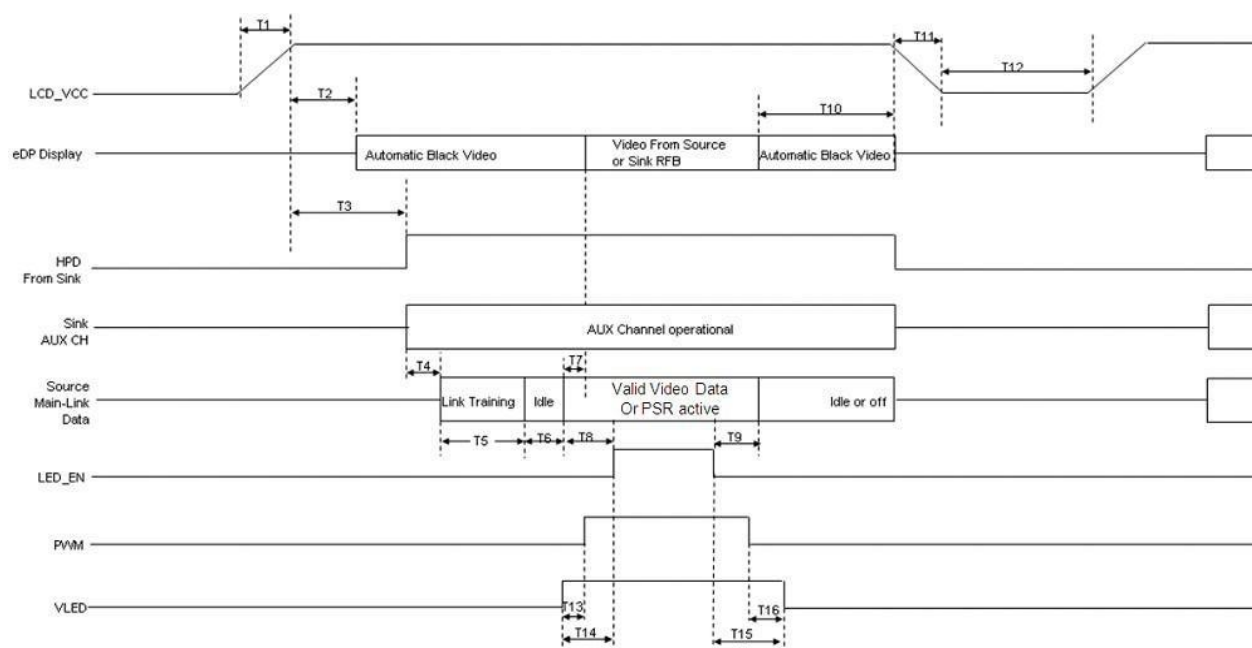 T1
T11
T12
LCD_VCC
T2
T10
eDP Display
Automatic Black Video
Video From Source
or Sink RFB
Automatic Black Video
T3
HPD
From Sink
Sink
AUX CH
AUX Channel operational
T4
T7
Source
Main-Link
Data
Link Training
Idle
Valid Video Data
Or PSR active
Idle or off
T5
T6
T8
T9
LED_EN
PWM
VLED
T13
T16
T14
T15